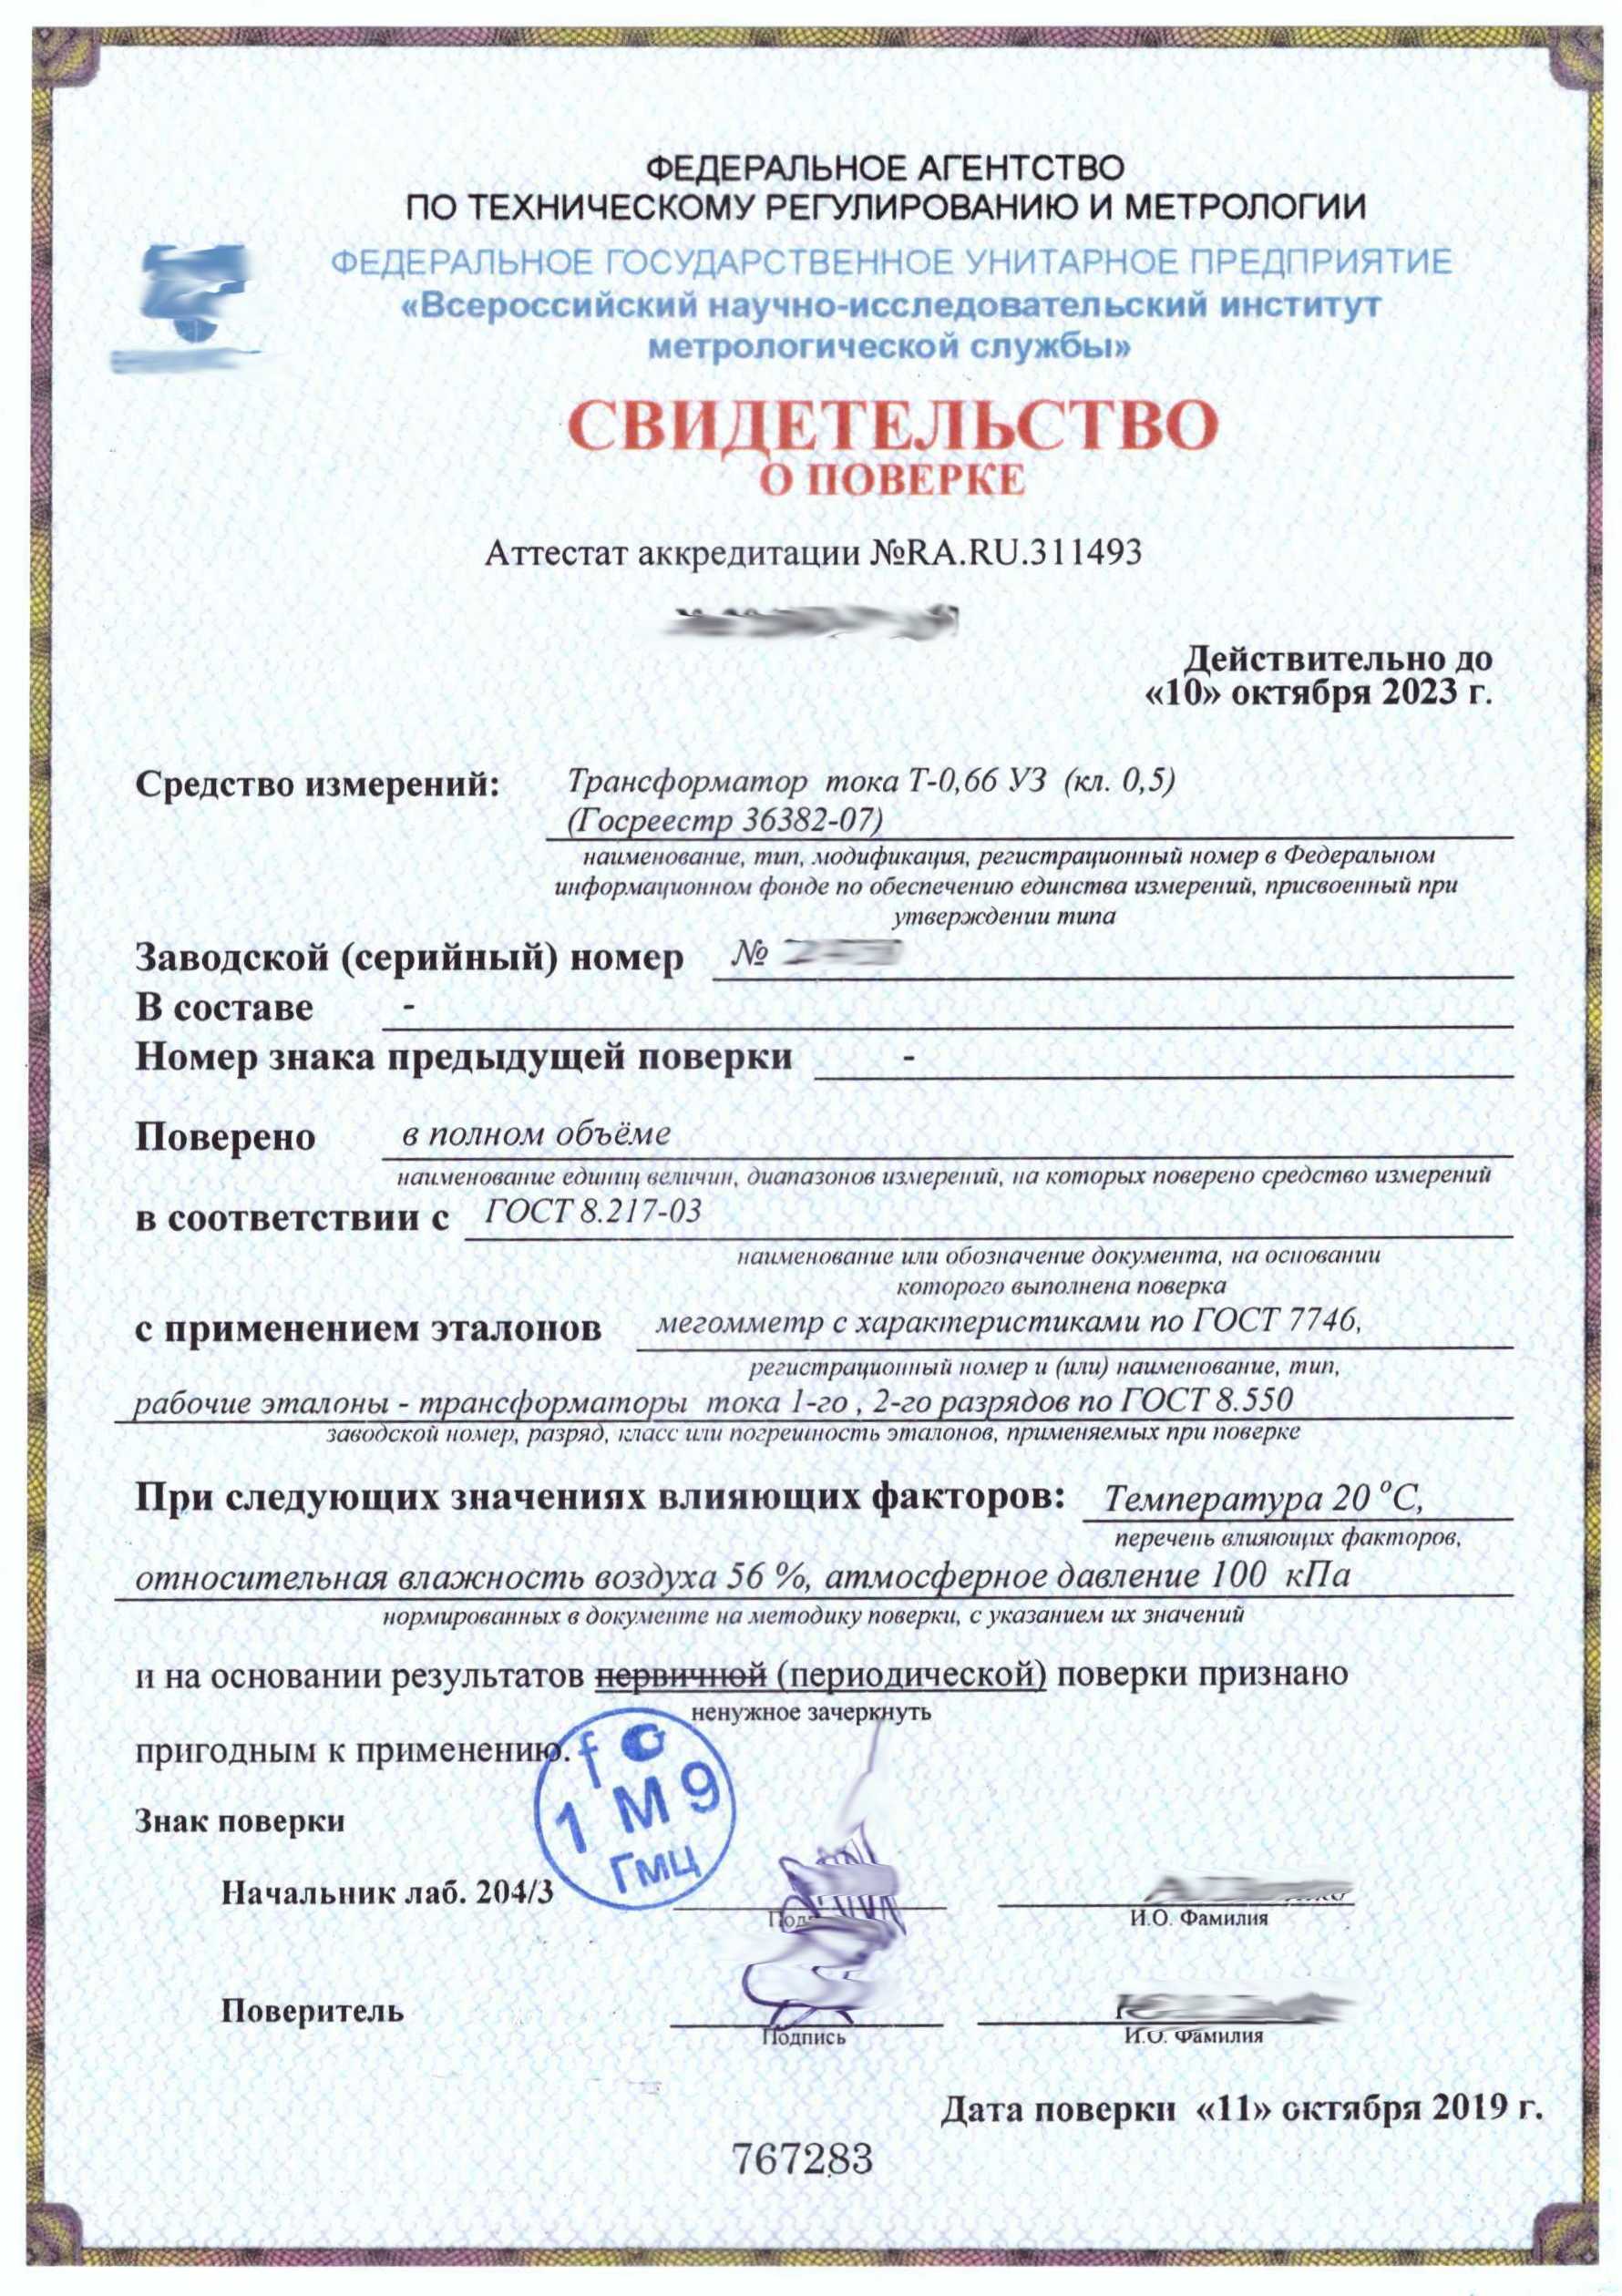 ФЕДЕРАЛЬНОЕ АГЕНТСТВО
ПО ТЕХНИЧЕСКОМУ РЕГУЛИРОВАНИЮ И МЕТРОЛОГИИ
ФЕДЕРАЛЬНОЕ ГОСУДАРСТВЕННОЕ УНИТАРНОЕ ПРЕДПРИЯТИЕ
«Всероссийский научно-исследовательский институт
метрологической службы»
СВИДЕТЕЛЬСТВО
О ПОВЕРКЕ
Аттестат аккредитации №RA.RU.311493
Действительно до
«10» октября 2023 г.
Средство измерений: Трансформатор тока Т-0,66 УЗ (кл. 0,5)
(Госреестр 36382-07)
наименование, тип, модификация, регистрационный номер в Федеральном
информационном фонде по обеспечению единства измерений, присвоенный при
утверждении типа
Заводской (серийный) номер №
В составе -
Номер знака предыдущей поверки -
Поверено в полном объёме
наименование единиц величин, диапазонов измерений, на которых поверено средство измерений
в соответствии с ГОСТ 8.217-03
наименование или обозначение документа, на основании
которого выполнена поверка
с применением эталонов мегомметр с характеристиками по ГОСТ 7746,
регистрационный номер и (или) наименование, тип,
рабочие эталоны - трансформаторы тока 1-го , 2-го разрядов по ГОСТ 8.550
заводской номер, разряд, класс или погрешность эталонов, применяемых при поверке
При следующих значениях влияющих факторов: Температура 20 °С,
перечень влияющих факторов,
относительная влажность воздуха 56 %, атмосферное давление 100 кПа
нормированных в документе на методику поверки, с указанием их значений
и на основании результатов первичной (периодической) поверки признано
ненужное зачеркнуть
пригодным к применению.
1 М 9
ГМЦ
Знак поверки
Начальник лаб. 204/3
И.О. Фамилия
Поверитель
Подпись И.О. Фамилия
Дата поверки «11» октября 2019 г.
767283